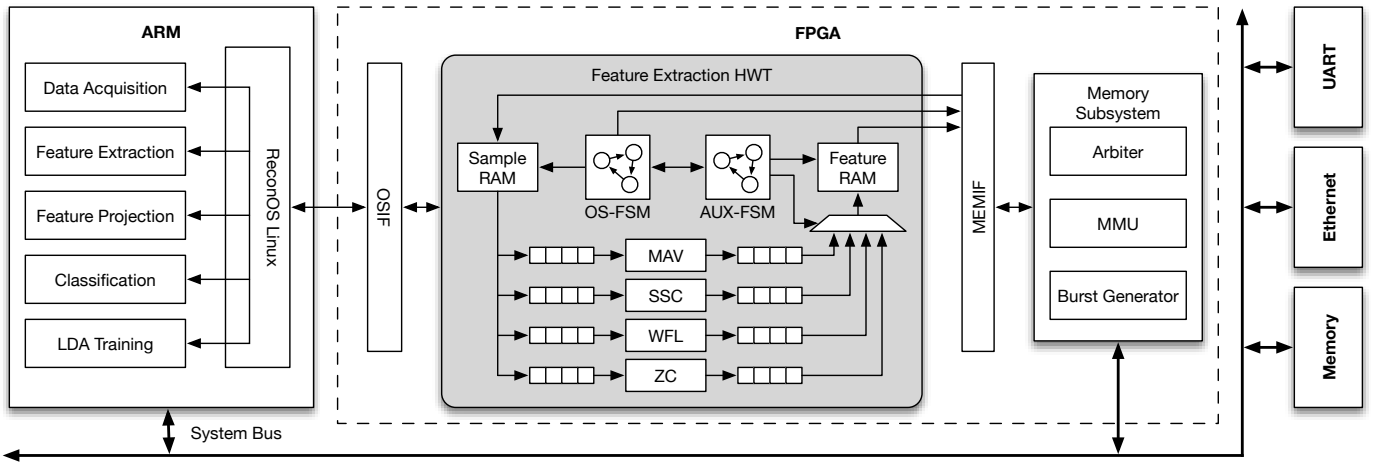 ARM
Data Acquisition
Feature Extraction
Feature Projection
Classification
LDA Training
ReconOS Linux
System Bus
FPGA
OSIF
Feature Extraction HWT
Sample
RAM
OS-FSM
AUX-FSM
Feature
RAM
MAV
SSC
WFL
ZC
MEMIF
Memory
Subsystem
Arbiter
MMU
Burst Generator
UART
Ethernet
Memory